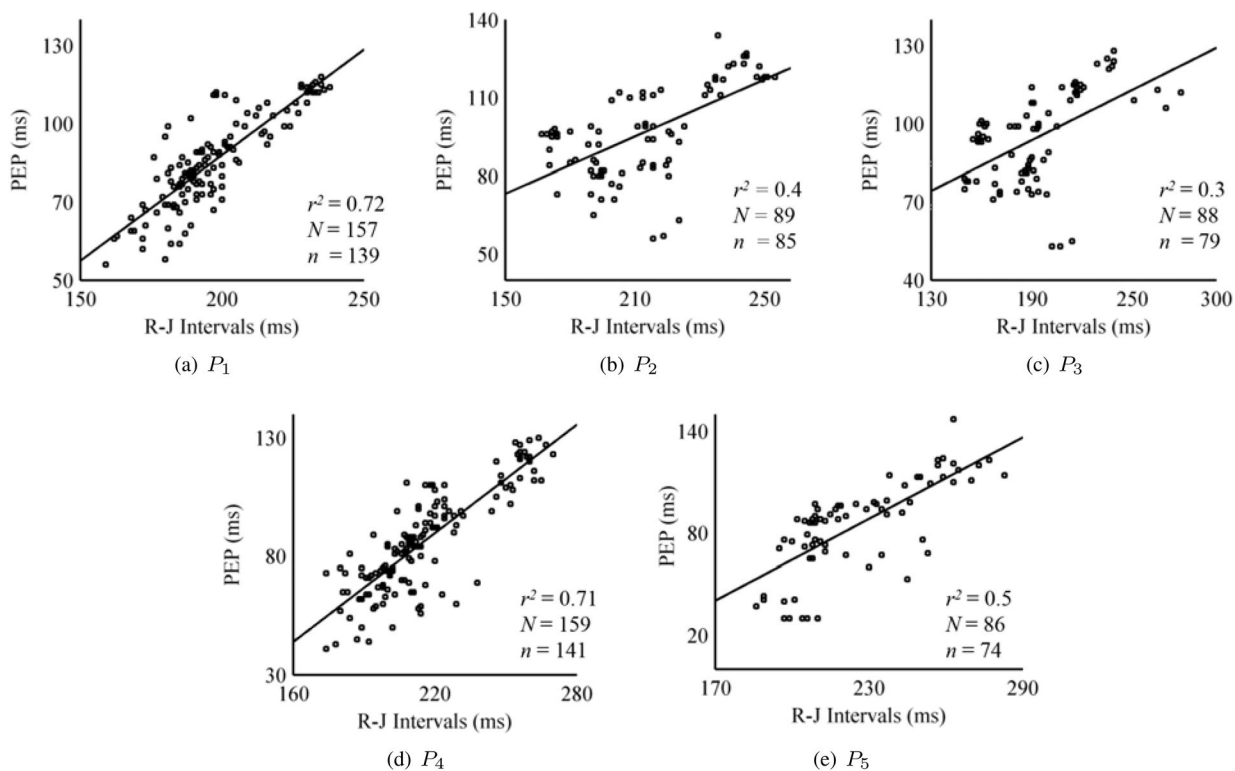 130
110
90
70
50
PEP (ms)
r² = 0.72
N = 157
n = 139
150 200 250
R-J Intervals (ms)
(a) P₁
140
110
80
50
PEP (ms)
r² = 0.4
N = 89
n = 85
150 210 250
R-J Intervals (ms)
(b) P₂
130
100
70
40
PEP (ms)
r² = 0.3
N = 88
n = 79
130 190 250 300
R-J Intervals (ms)
(c) P₃
130
80
30
PEP (ms)
r² = 0.71
N = 159
n = 141
160 220 280
R-J Intervals (ms)
(d) P₄
140
80
20
PEP (ms)
r² = 0.5
N = 86
n = 74
170 230 290
R-J Intervals (ms)
(e) P₅